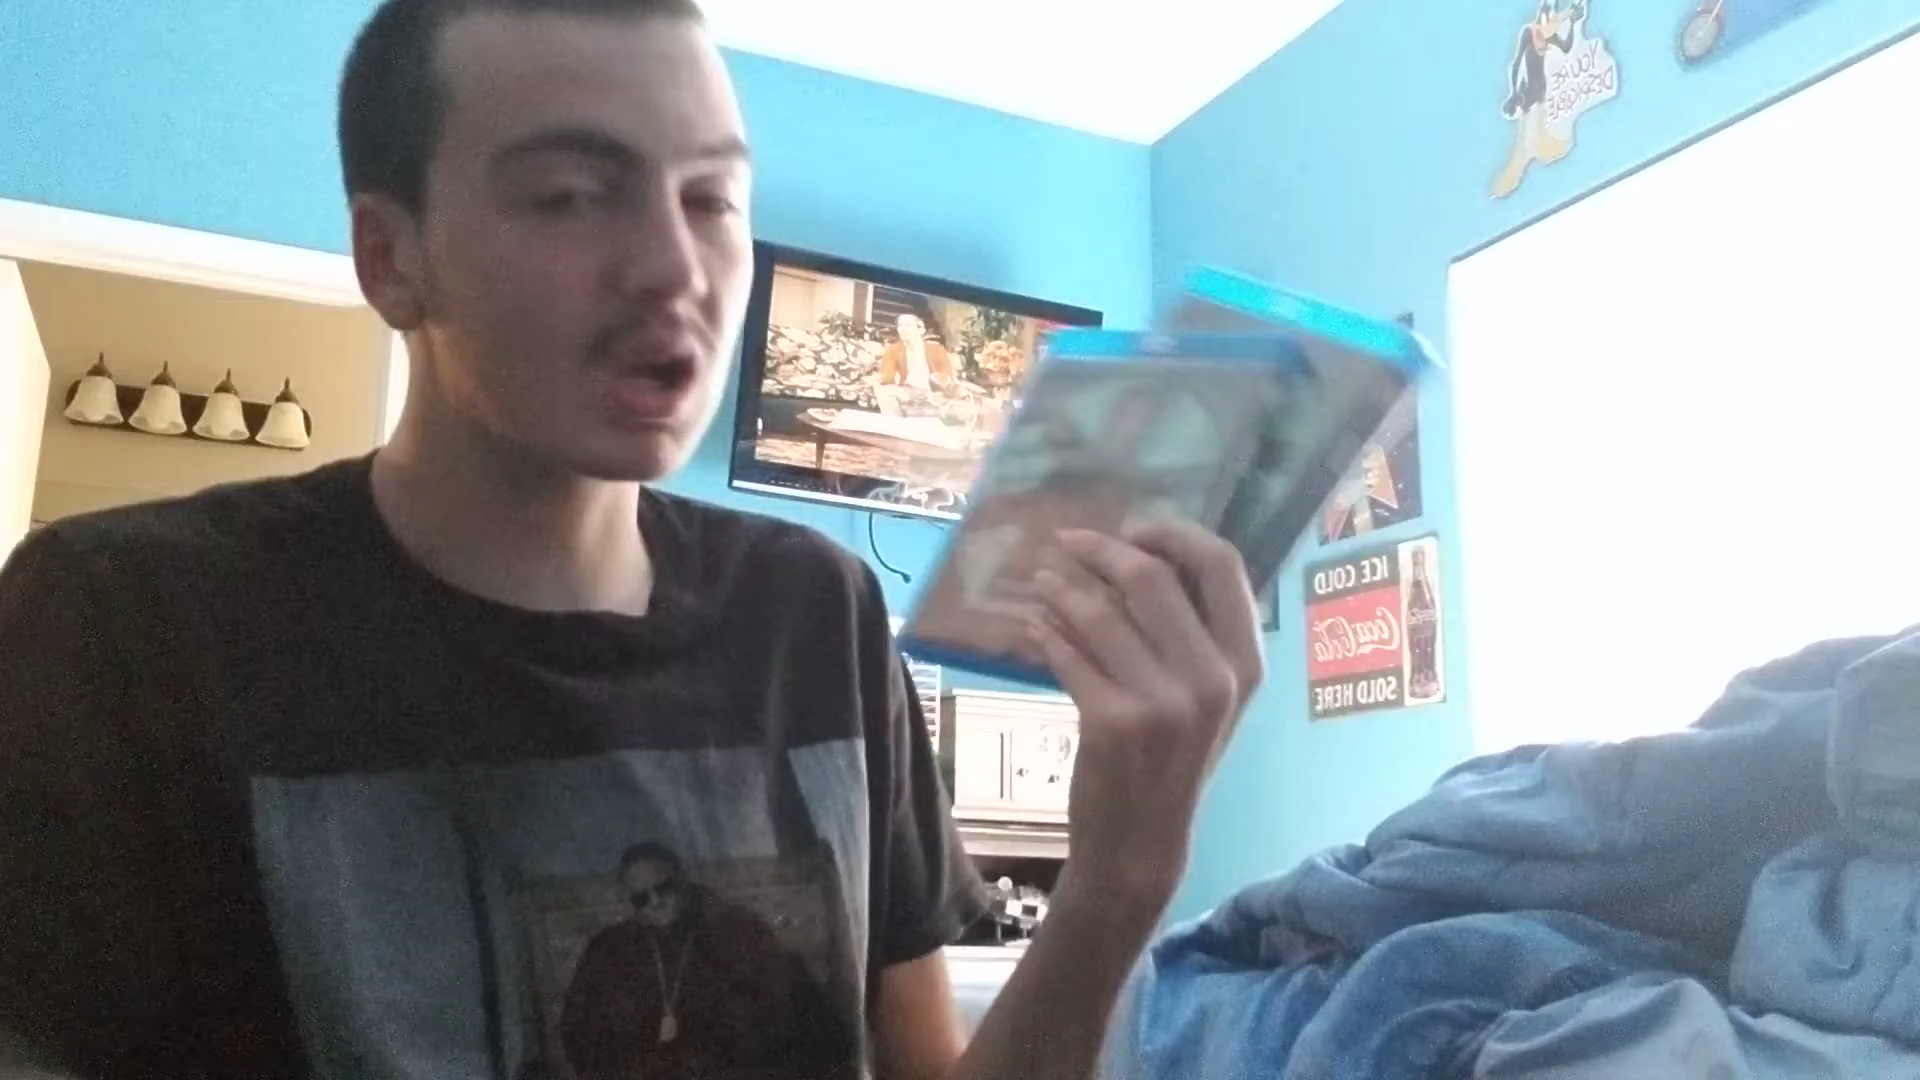 YOU'RE
DESPICABLE
ICE COLD
Coca-Cola
SOLD HERE